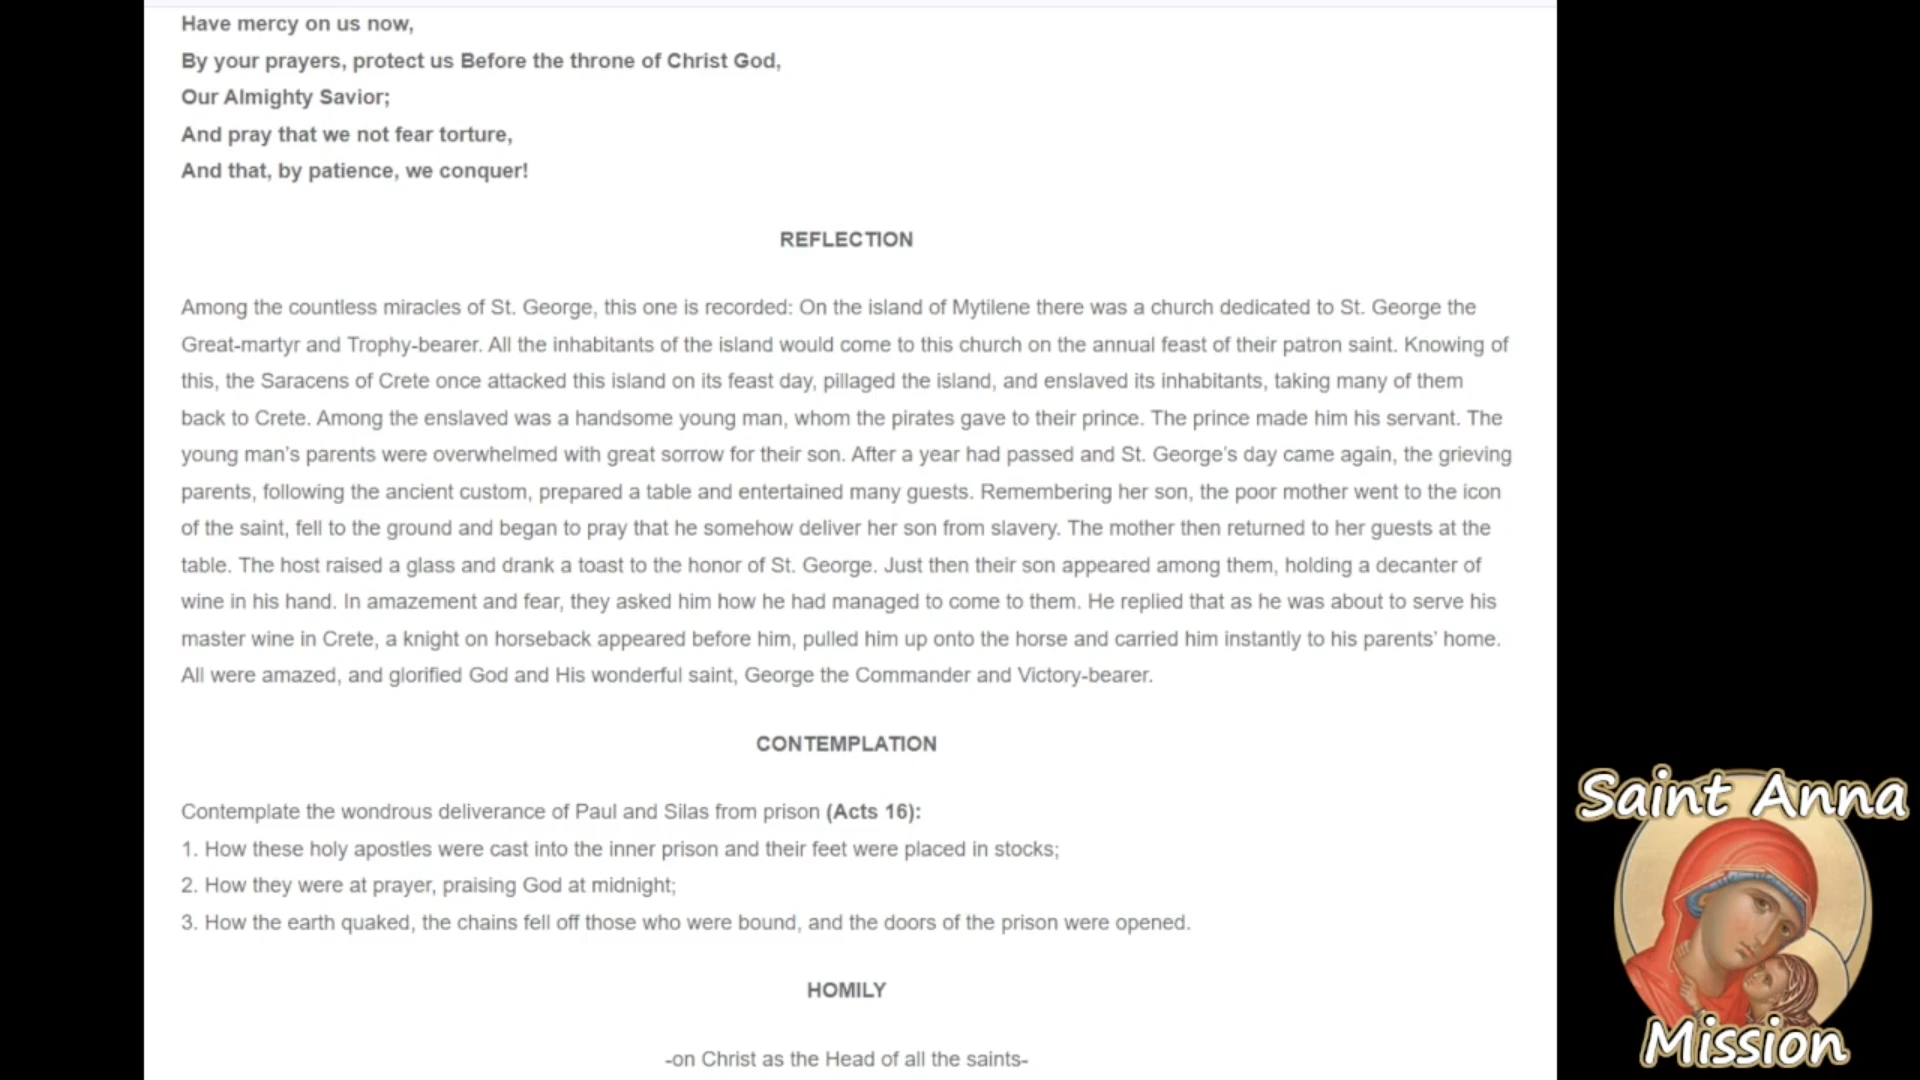 Have mercy on us now,
By your prayers, protect us Before the throne of Christ God,
Our Almighty Savior;
And pray that we not fear torture,
And that, by patience, we conquer!
REFLECTION
Among the countless miracles of St. George, this one is recorded: On the island of Mytilene there was a church dedicated to St. George the
Great-martyr and Trophy-bearer. All the inhabitants of the island would come to this church on the annual feast of their patron saint. Knowing of
this, the Saracens of Crete once attacked this island on its feast day, pillaged the island, and enslaved its inhabitants, taking many of them
back to Crete. Among the enslaved was a handsome young man, whom the pirates gave to their prince. The prince made him his servant. The
young man’s parents were overwhelmed with great sorrow for their son. After a year had passed and St. George’s day came again, the grieving
parents, following the ancient custom, prepared a table and entertained many guests. Remembering her son, the poor mother went to the icon
of the saint, fell to the ground and began to pray that he somehow deliver her son from slavery. The mother then returned to her guests at the
table. The host raised a glass and drank a toast to the honor of St. George. Just then their son appeared among them, holding a decanter of
wine in his hand. In amazement and fear, they asked him how he had managed to come to them. He replied that as he was about to serve his
master wine in Crete, a knight on horseback appeared before him, pulled him up onto the horse and carried him instantly to his parents’ home.
All were amazed, and glorified God and His wonderful saint, George the Commander and Victory-bearer.
CONTEMPLATION
Contemplate the wondrous deliverance of Paul and Silas from prison (Acts 16):
1. How these holy apostles were cast into the inner prison and their feet were placed in stocks;
2. How they were at prayer, praising God at midnight;
3. How the earth quaked, the chains fell off those who were bound, and the doors of the prison were opened.
HOMILY
-on Christ as the Head of all the saints-
Saint Anna
Mission